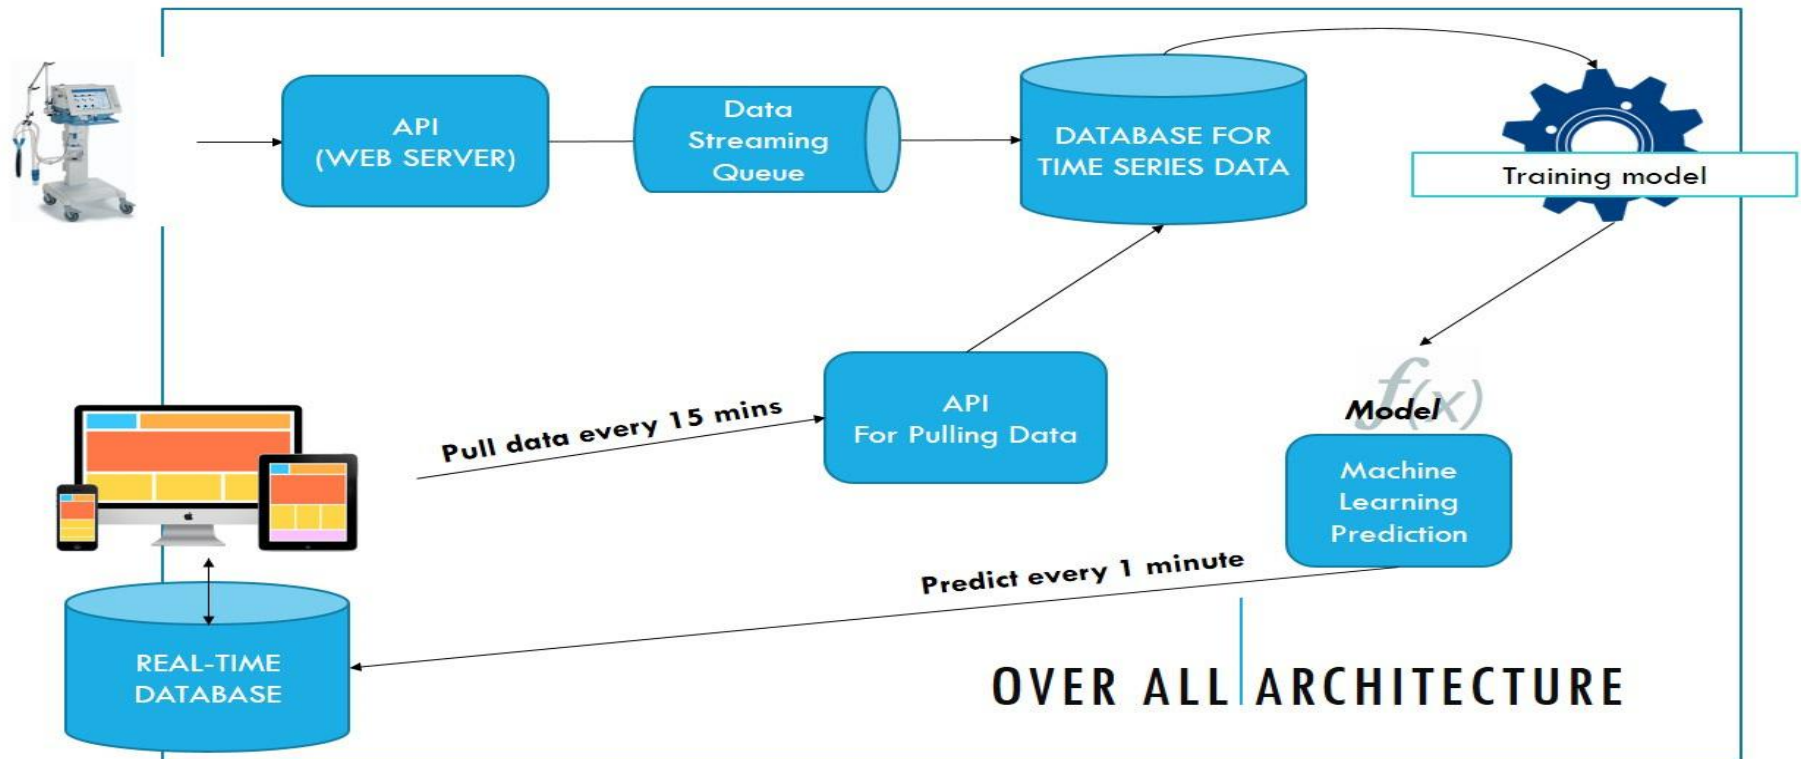 API
(WEB SERVER)
Data
Streaming
Queue
DATABASE FOR
TIME SERIES DATA
Training model
Pull data every 15 mins
API
For Pulling Data
f(x)
Model
Machine
Learning
Prediction
Predict every 1 minute
REAL-TIME
DATABASE
OVER ALL ARCHITECTURE